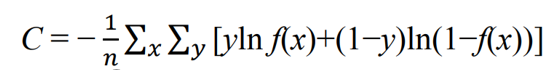 C = − 1/n ∑x ∑y [yln f(x)+(1−y)ln(1−f(x))]